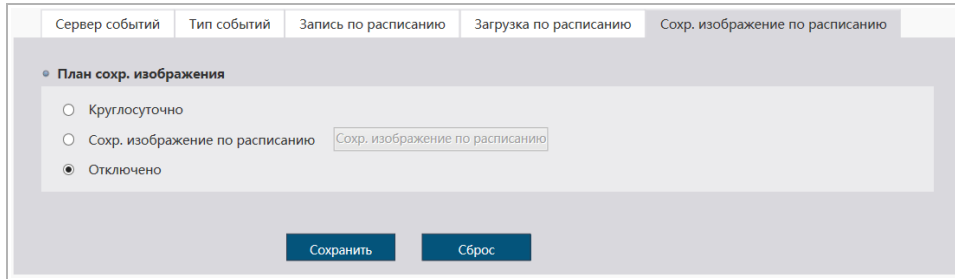 Сервер событий Тип событий Запись по расписанию Загрузка по расписанию Сохр. изображение по расписанию
План сохр. изображения
Круглосуточно
Сохр. изображение по расписанию Сохр. изображение по расписанию
Отключено
Сохранить Сброс